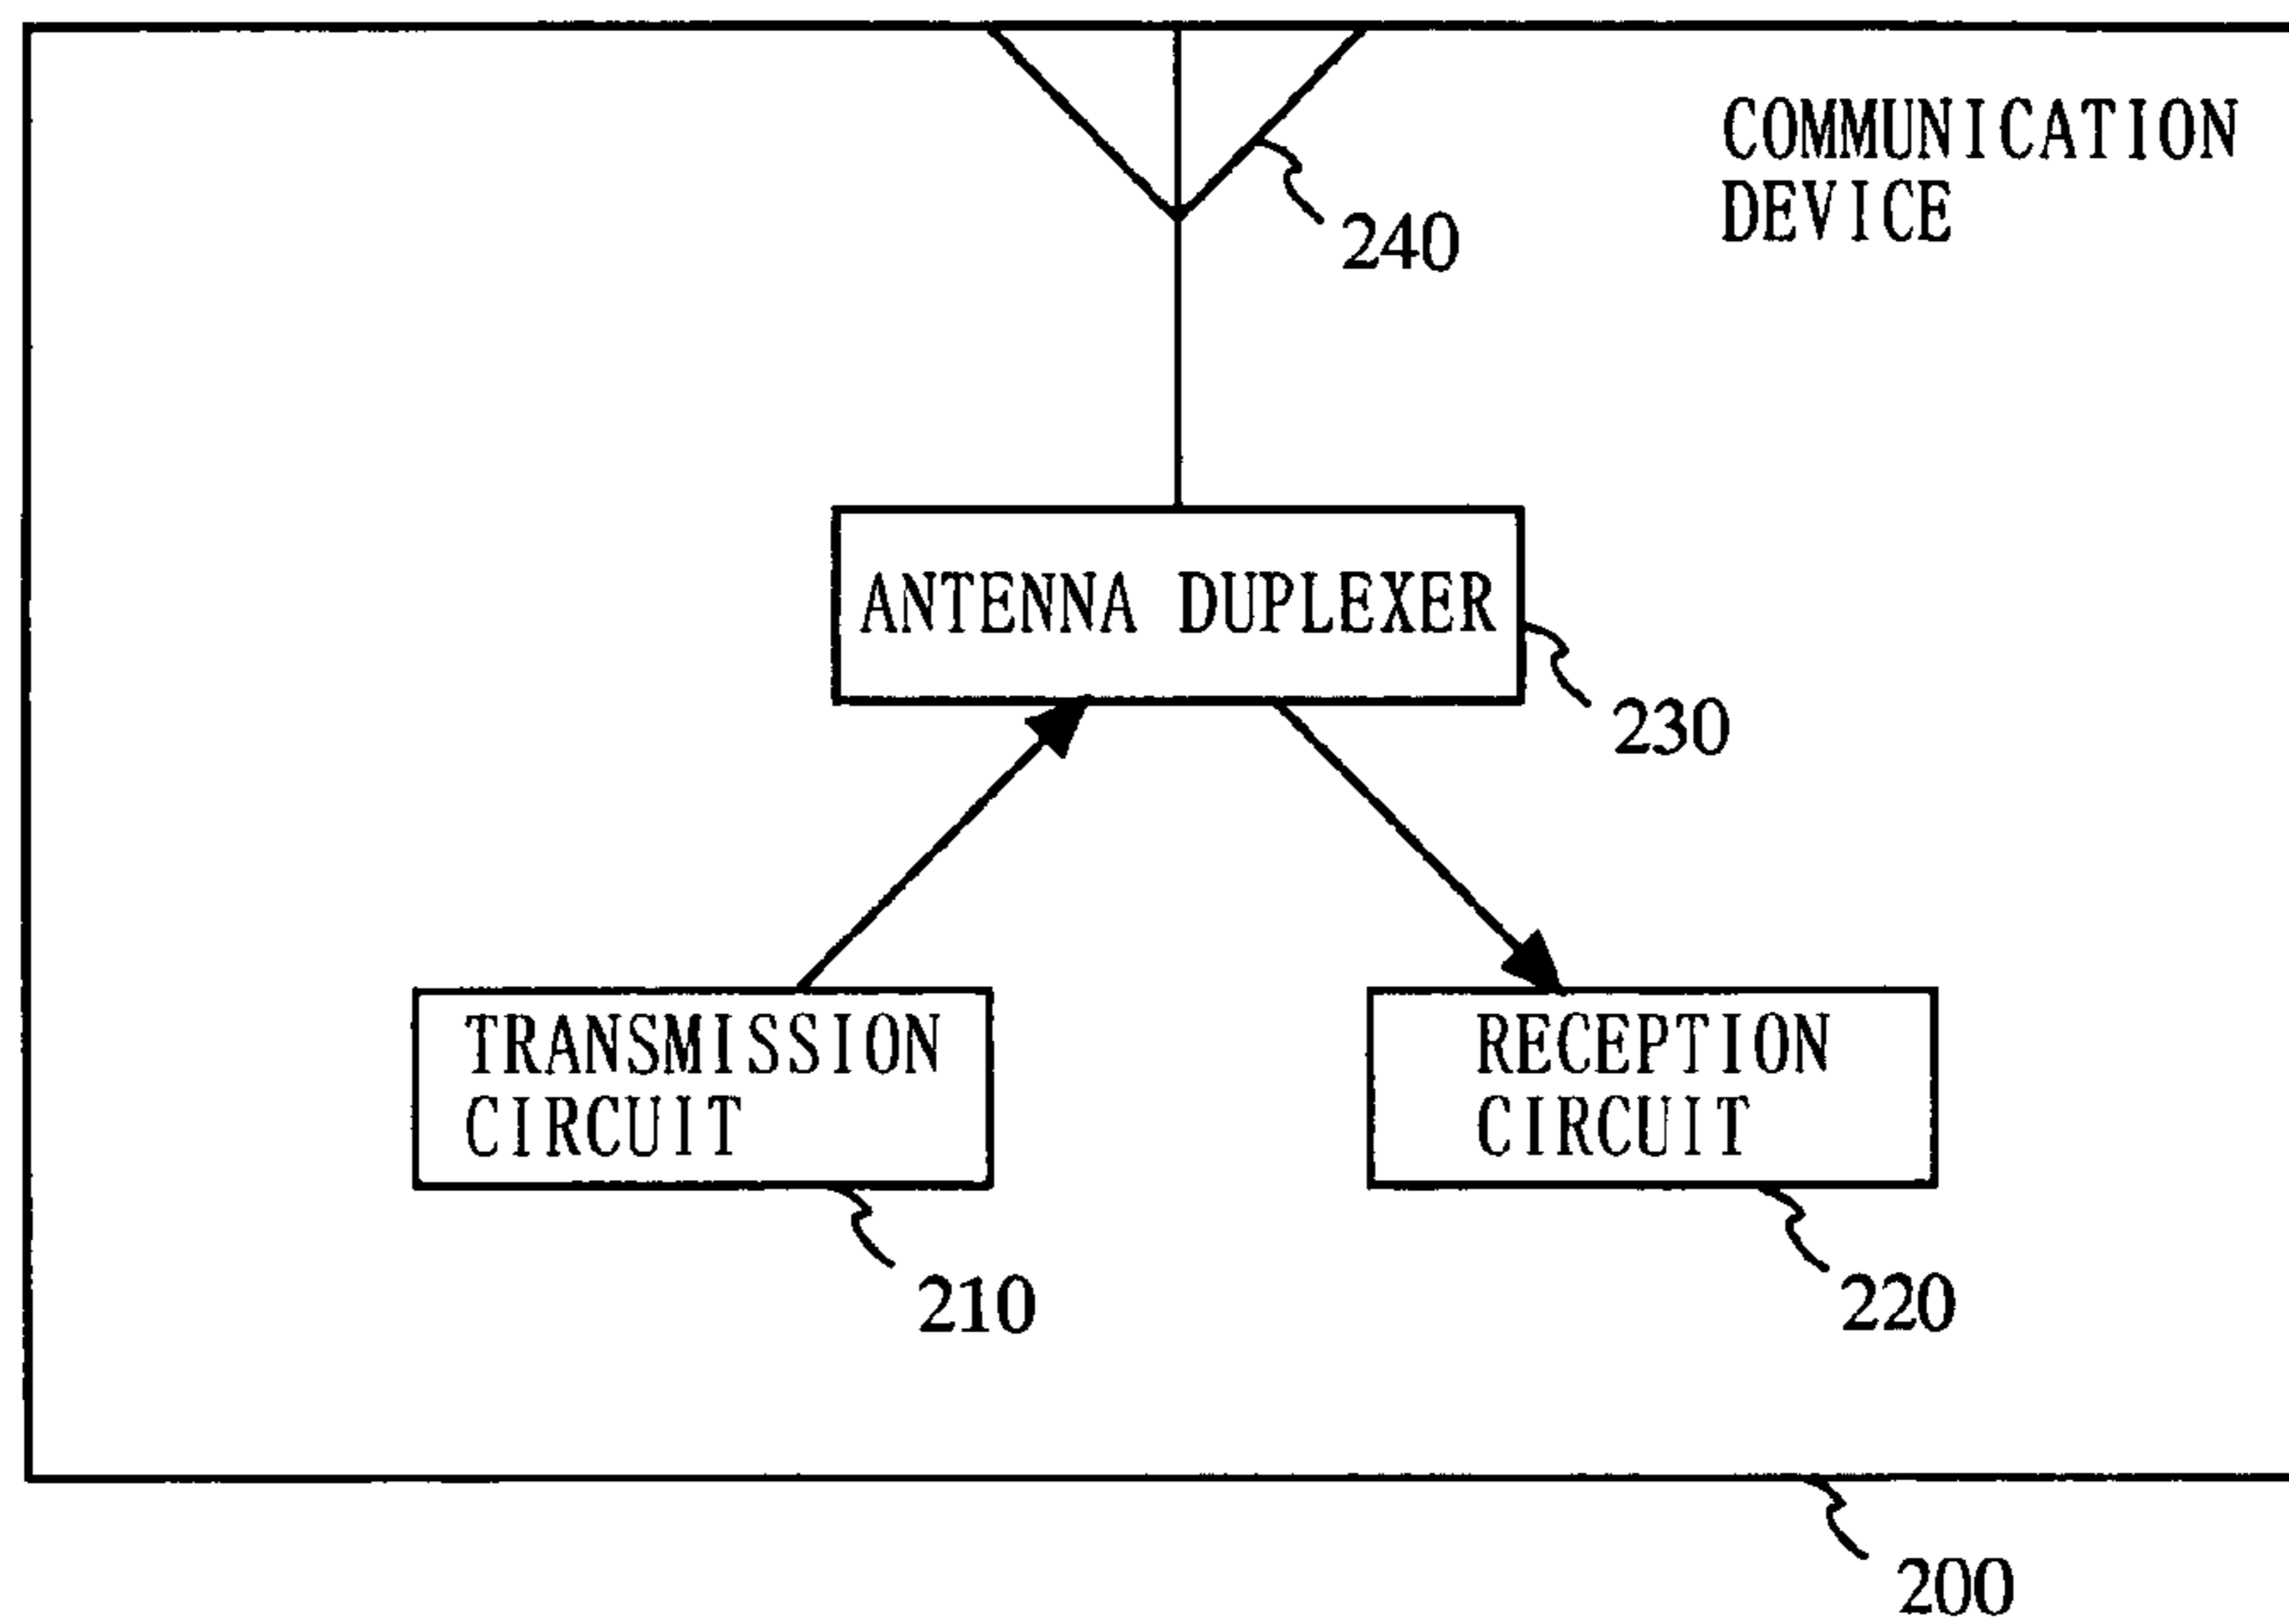 COMMUNICATION
DEVICE
240
ANTENNA DUPLEXER
230
TRANSMISSION
CIRCUIT
RECEPTION
CIRCUIT
210
220
200